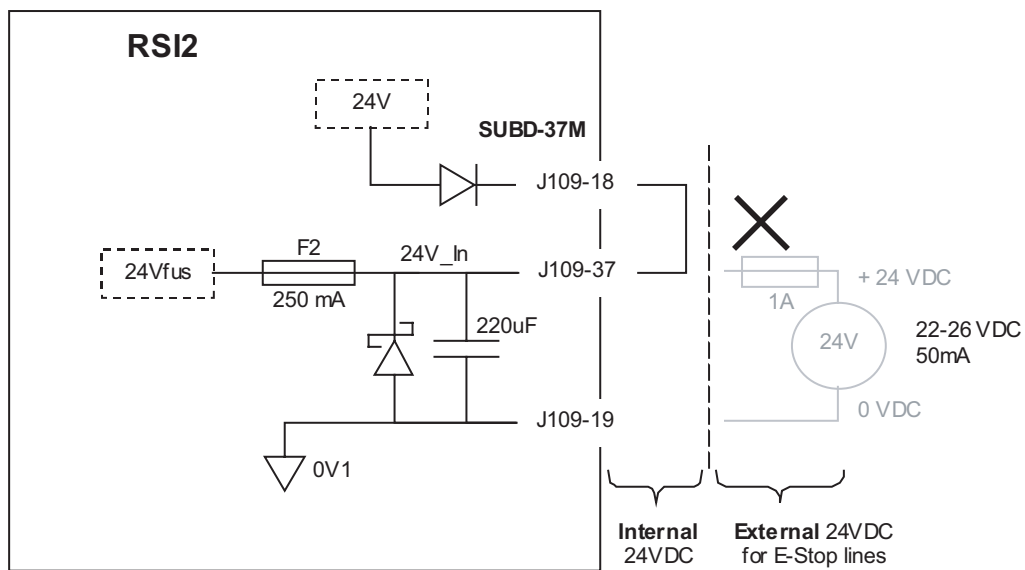 RSI2
24V
SUBD-37M
J109-18
F2
24V_In
24Vfus
J109-37
250 mA
1A
+ 24 VDC
220uF
24V
22-26 VDC
50mA
J109-19
0 VDC
0V1
Internal
24VDC
External 24VDC
for E-Stop lines